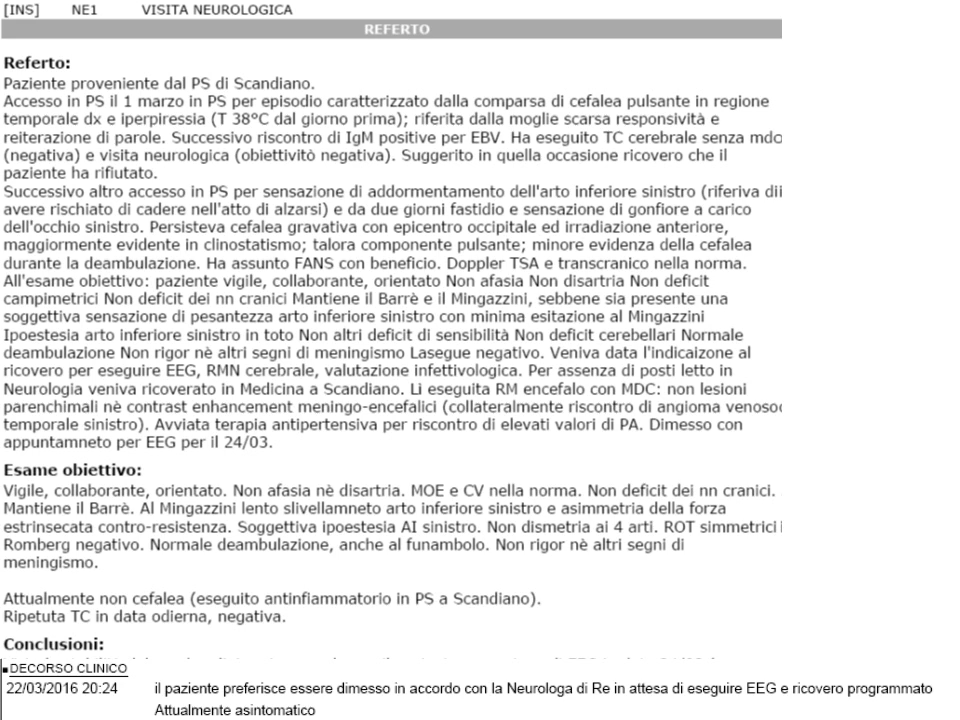 [INS] NE1 VISITA NEUROLOGICA
REFERTO
Referto:
Paziente proveniente dal PS di Scandiano.
Accesso in PS il 1 marzo in PS per episodio caratterizzato dalla comparsa di cefalea pulsante in regione
temporale dx e iperpiressia (T 38°C dal giorno prima); riferita dalla moglie scarsa responsività e
reiterazione di parole. Successivo riscontro di IgM positive per EBV. Ha eseguito TC cerebrale senza mdc
(negativa) e visita neurologica (obiettivitò negativa). Suggerito in quella occasione ricovero che il
paziente ha rifiutato.
Successivo altro accesso in PS per sensazione di addormentamento dell'arto inferiore sinistro (riferiva dii
avere rischiato di cadere nell'atto di alzarsi) e da due giorni fastidio e sensazione di gonfiore a carico
dell'occhio sinistro. Persisteva cefalea gravativa con epicentro occipitale ed irradiazione anteriore,
maggiormente evidente in clinostatismo; talora componente pulsante; minore evidenza della cefalea
durante la deambulazione. Ha assunto FANS con beneficio. Doppler TSA e transcranico nella norma.
All'esame obiettivo: paziente vigile, collaborante, orientato Non afasia Non disartria Non deficit
campimetrici Non deficit dei nn cranici Mantiene il Barrè e il Mingazzini, sebbene sia presente una
soggettiva sensazione di pesantezza arto inferiore sinistro con minima esitazione al Mingazzini
Ipoestesia arto inferiore sinistro in toto Non altri deficit di sensibilità Non deficit cerebellari Normale
deambulazione Non rigor nè altri segni di meningismo Lasegue negativo. Veniva data l'indicaizone al
ricovero per eseguire EEG, RMN cerebrale, valutazione infettivologica. Per assenza di posti letto in
Neurologia veniva ricoverato in Medicina a Scandiano. Lì eseguita RM encefalo con MDC: non lesioni
parenchimali nè contrast enhancement meningo-encefalici (collateralmente riscontro di angioma venoso
temporale sinistro). Avviata terapia antipertensiva per riscontro di elevati valori di PA. Dimesso con
appuntamneto per EEG per il 24/03.
Esame obiettivo:
Vigile, collaborante, orientato. Non afasia nè disartria. MOE e CV nella norma. Non deficit dei nn cranici.
Mantiene il Barrè. Al Mingazzini lento slivellamneto arto inferiore sinistro e asimmetria della forza
estrinsecata contro-resistenza. Soggettiva ipoestesia AI sinistro. Non dismetria ai 4 arti. ROT simmetrici
Romberg negativo. Normale deambulazione, anche al funambolo. Non rigor nè altri segni di
meningismo.
Attualmente non cefalea (eseguito antinfiammatorio in PS a Scandiano).
Ripetuta TC in data odierna, negativa.
Conclusioni:
DECORSO CLINICO
22/03/2016 20:24 il paziente preferisce essere dimesso in accordo con la Neurologa di Re in attesa di eseguire EEG e ricovero programmato
Attualmente asintomatico